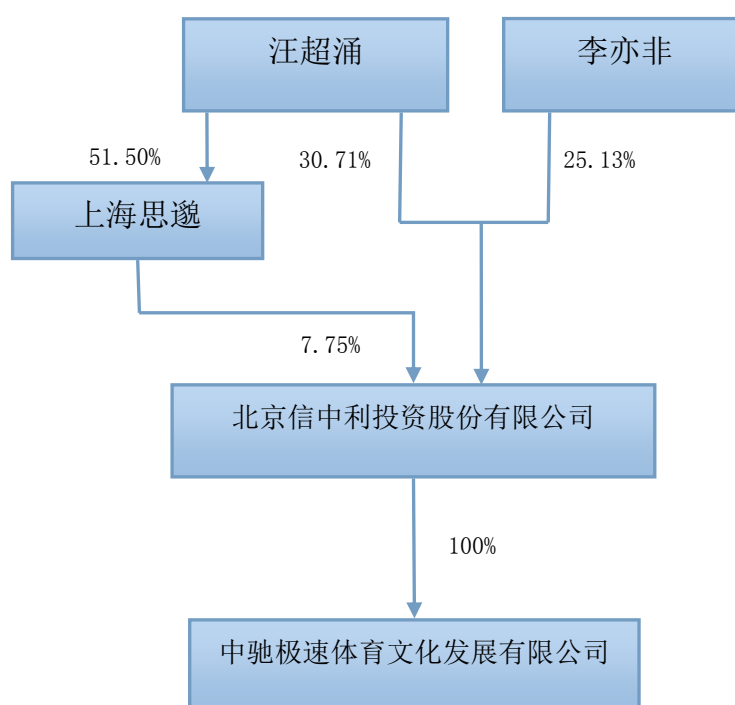 汪超涌
李亦非
51.50%
30.71%
25.13%
上海思邈
7.75%
北京信中利投资股份有限公司
100%
中驰极速体育文化发展有限公司